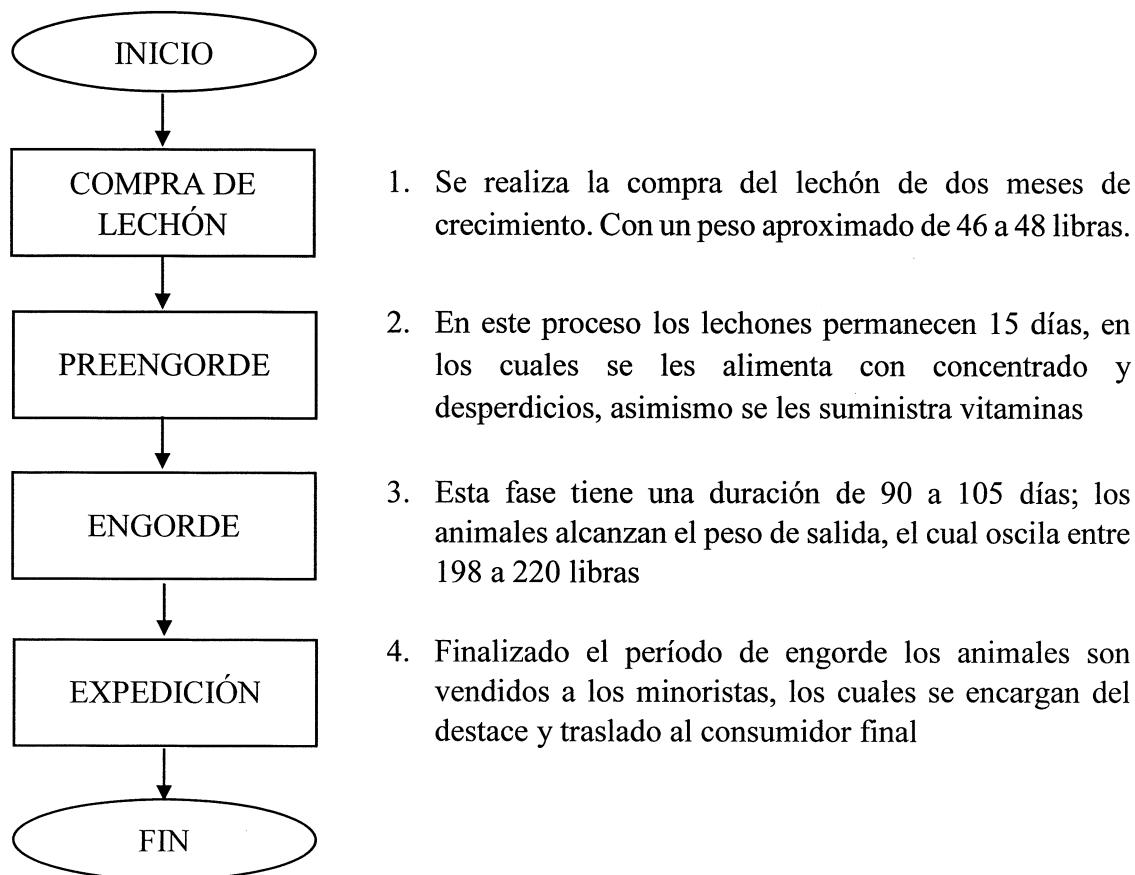 INICIO
COMPRA DE
LECHÓN
1. Se realiza la compra del lechón de dos meses de
crecimiento. Con un peso aproximado de 46 a 48 libras.
PREENGORDE
2. En este proceso los lechones permanecen 15 días, en
los cuales se les alimenta con concentrado y
desperdicios, asimismo se les suministra vitaminas
ENGORDE
3. Esta fase tiene una duración de 90 a 105 días; los
animales alcanzan el peso de salida, el cual oscila entre
198 a 220 libras
EXPEDICIÓN
4. Finalizado el período de engorde los animales son
vendidos a los minoristas, los cuales se encargan del
destace y traslado al consumidor final
FIN